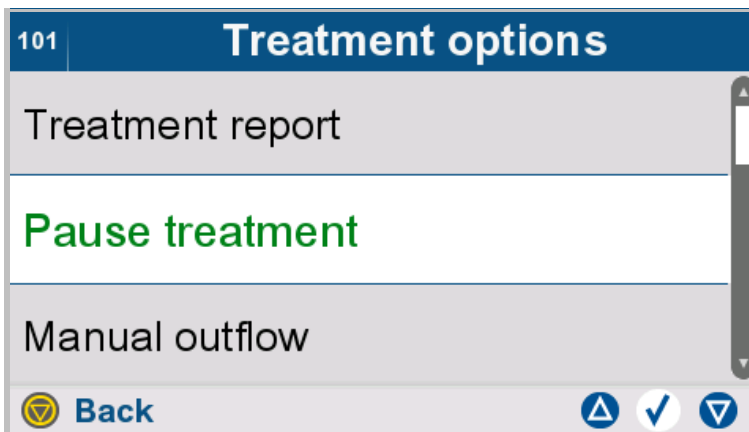 101
Treatment options
Treatment report
Pause treatment
Manual outflow
Back